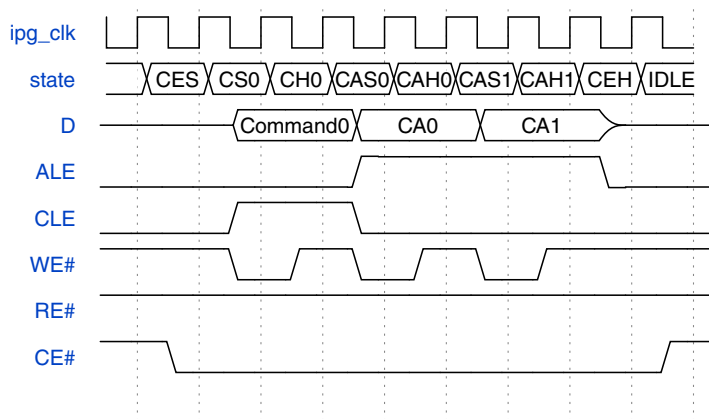 ipg_clk
state CES CS0 CH0 CAS0 CAH0 CAS1 CAH1 CEH IDLE
D Command0 CA0 CA1
ALE
CLE
WE#
RE#
CE#